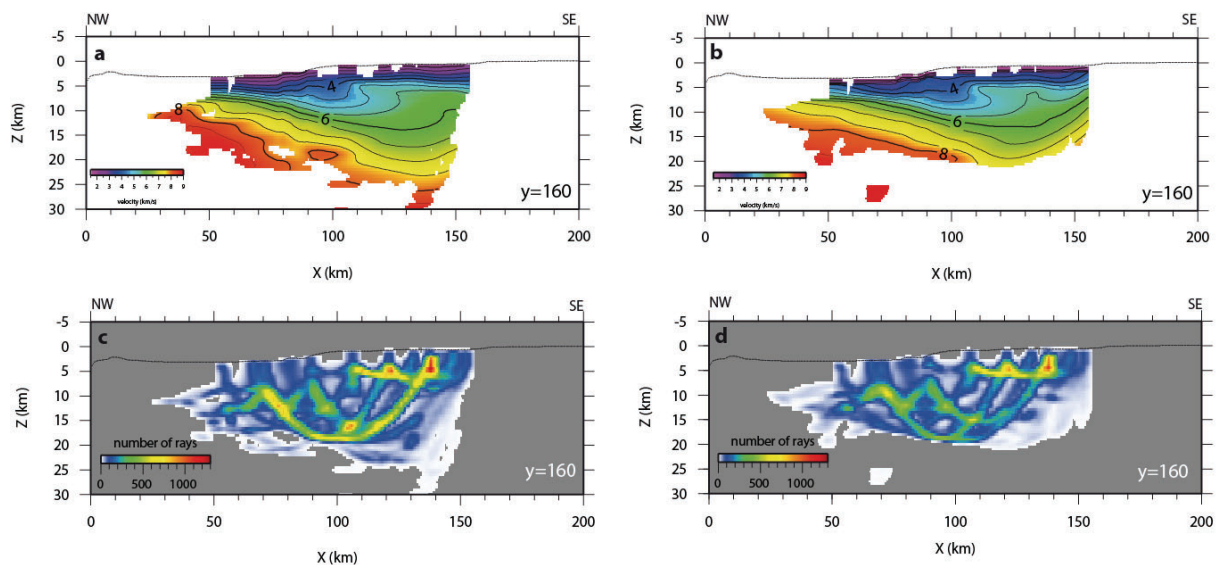 NW SE
a
-5
0
5
10
15
20
25
30
Z (km)
4
6
8
2 3 4 5 6 7 8 9
velocity (km/s)
y=160
0 50 100 150 200
X (km)
NW SE
b
-5
0
5
10
15
20
25
30
Z (km)
4
6
8
2 3 4 5 6 7 8 9
velocity (km/s)
y=160
0 50 100 150 200
X (km)
NW SE
c
-5
0
5
10
15
20
25
30
Z (km)
number of rays
0 500 1000
y=160
0 50 100 150 200
X (km)
NW SE
d
-5
0
5
10
15
20
25
30
Z (km)
number of rays
0 500 1000
y=160
0 50 100 150 200
X (km)